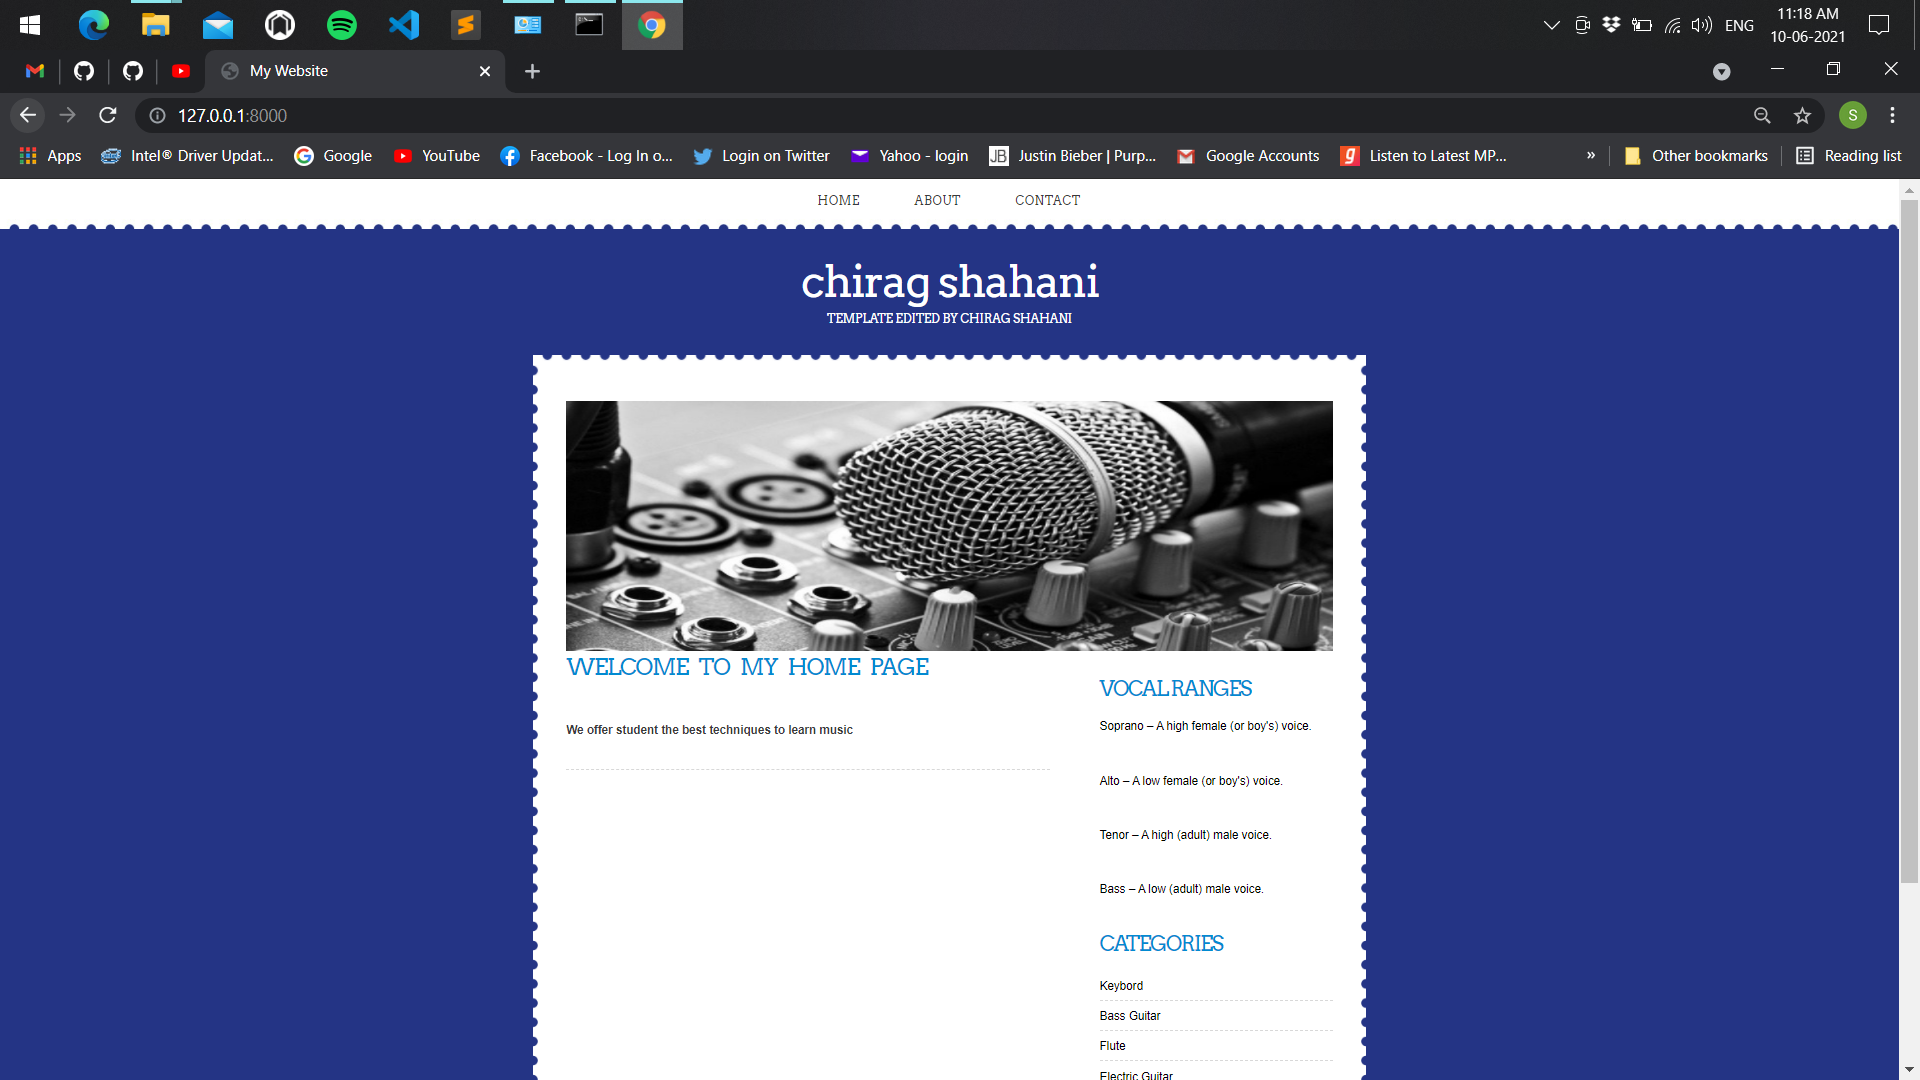 ENG
11:18 AM
10-06-2021
My Website
127.0.0.1:8000
S
Apps
Intel® Driver Updat...
Google
YouTube
Facebook - Log In o...
Login on Twitter
Yahoo - login
JB
Justin Bieber | Purp...
Google Accounts
Listen to Latest MP...
»
Other bookmarks
Reading list
HOME ABOUT CONTACT
chirag shahani
TEMPLATE EDITED BY CHIRAG SHAHANI
WELCOME TO MY HOME PAGE
We offer student the best techniques to learn music
VOCAL RANGES
Soprano – A high female (or boy's) voice.
Alto – A low female (or boy's) voice.
Tenor – A high (adult) male voice.
Bass – A low (adult) male voice.
CATEGORIES
Keybord
Bass Guitar
Flute
Electric Guitar